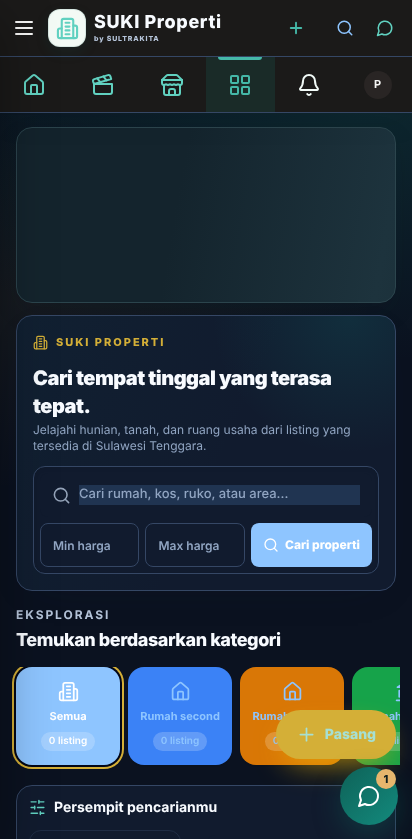 SUKI Properti
by SULTRAKITA
P
SUKI PROPERTI
Cari tempat tinggal yang terasa
tepat.
Jelajahi hunian, tanah, dan ruang usaha dari listing yang
tersedia di Sulawesi Tenggara.
Cari rumah, kos, ruko, atau area...
Min harga
Max harga
Cari properti
EKSPLORASI
Temukan berdasarkan kategori
Semua
Rumah second
0 listing
0 listing
Pasang
1
Persempit pencarianmu